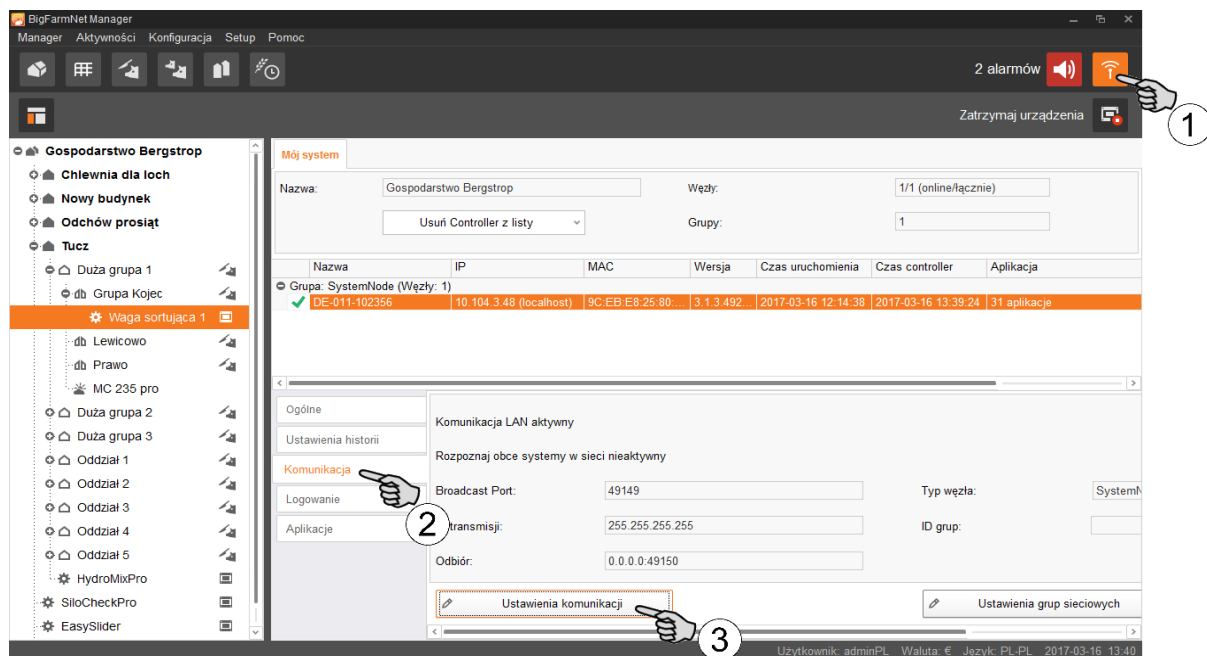 BigFarmNet Manager
Manager Aktywności Konfiguracja Setup Pomoc
2 alarmów
1
Zatrzymaj urządzenia
Gospodarstwo Bergstrop
Chlewnia dla loch
Nowy budynek
Odchów prosiąt
Tucz
Duża grupa 1
Grupa Kojec
Waga sortująca 1
Lewicowo
Prawo
MC 235 pro
Duża grupa 2
Duża grupa 3
Oddział 1
Oddział 2
Oddział 3
Oddział 4
Oddział 5
HydroMixPro
SiloCheckPro
EasySlider
Mój system
Nazwa: Gospodarstwo Bergstrop Węzły: 1/1 (online/łącznie)
Usuń Controller z listy Grupy: 1
Nazwa IP MAC Wersja Czas uruchomienia Czas controller Aplikacja
Grupa: SystemNode (Węzły: 1)
DE-011-102356 10.104.3.48 (localhost) 9C:EB:E8:25:80:... 3.1.3.492... 2017-03-16 12:14:38 2017-03-16 13:39:24 31 aplikacje
Ogólne
Ustawienia historii
Komunikacja
Logowanie
Aplikacje
2
Komunikacja LAN aktywny
Rozpoznaj obce systemy w sieci nieaktywny
Broadcast Port: 49149 Typ węzła: SystemN
transmisji: 255.255.255.255 ID grup:
Odbiór: 0.0.0.0:49150
Ustawienia komunikacji Ustawienia grup sieciowych
3
Użytkownik: adminPL Waluta: € Język: PL-PL 2017-03-16 13:40